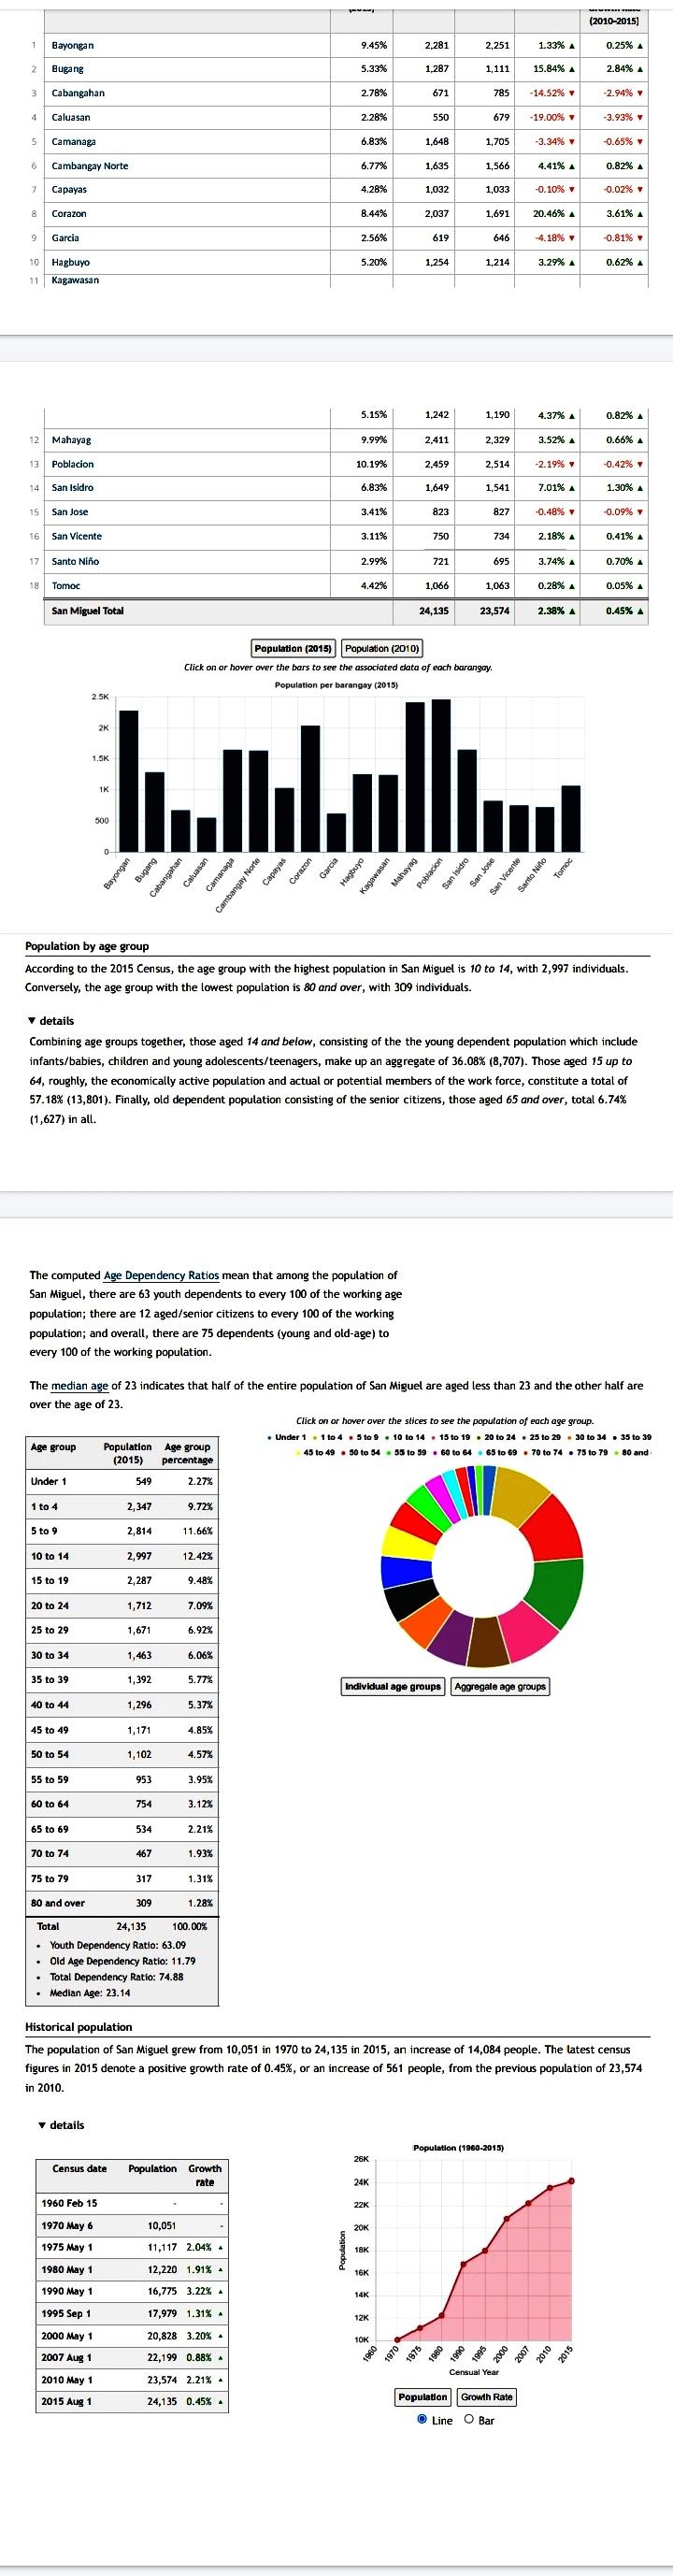 (2010-2015)
1 Bayongan 9.45% 2,281 2,251 1.33% ▲ 0.25% ▲
2 Bugang 5.33% 1,287 1,111 15.84% ▲ 2.84% ▲
3 Cabangahan 2.78% 671 785 -14.52% ▼ -2.94% ▼
4 Caluasan 2.28% 550 679 -19.00% ▼ -3.93% ▼
5 Camanaga 6.83% 1,648 1,705 -3.34% ▼ -0.65% ▼
6 Cambangay Norte 6.77% 1,635 1,566 4.41% ▲ 0.82% ▲
7 Capayas 4.28% 1,032 1,033 -0.10% ▼ -0.02% ▼
8 Corazon 8.44% 2,037 1,691 20.46% ▲ 3.61% ▲
9 Garcia 2.56% 619 646 -4.18% ▼ -0.81% ▼
10 Hagbuyo 5.20% 1,254 1,214 3.29% ▲ 0.62% ▲
11 Kagawasan
5.15% 1,242 1,190 4.37% ▲ 0.82% ▲
12 Mahayag 9.99% 2,411 2,329 3.52% ▲ 0.66% ▲
13 Poblacion 10.19% 2,459 2,514 -2.19% ▼ -0.42% ▼
14 San Isidro 6.83% 1,649 1,541 7.01% ▲ 1.30% ▲
15 San Jose 3.41% 823 827 -0.48% ▼ -0.09% ▼
16 San Vicente 3.11% 750 734 2.18% ▲ 0.41% ▲
17 Santo Niño 2.99% 721 695 3.74% ▲ 0.70% ▲
18 Tomoc 4.42% 1,066 1,063 0.28% ▲ 0.05% ▲
San Miguel Total 24,135 23,574 2.38% ▲ 0.45% ▲
Population (2015) Population (2010)
Click on or hover over the bars to see the associated data of each barangay.
Population per barangay (2015)
2.5K
2K
1.5K
1K
500
0
Bayongan Bugang Cabangahan Caluasan Camanaga Cambangay Norte Capayas Corazon Garcia Hagbuyo Kagawasan Mahayag Poblacion San Isidro San Jose San Vicente Santo Niño Tomoc
Population by age group
According to the 2015 Census, the age group with the highest population in San Miguel is 10 to 14, with 2,997 individuals.
Conversely, the age group with the lowest population is 80 and over, with 309 individuals.
▼ details
Combining age groups together, those aged 14 and below, consisting of the the young dependent population which include
infants/babies, children and young adolescents/teenagers, make up an aggregate of 36.08% (8,707). Those aged 15 up to
64, roughly, the economically active population and actual or potential members of the work force, constitute a total of
57.18% (13,801). Finally, old dependent population consisting of the senior citizens, those aged 65 and over, total 6.74%
(1,627) in all.
The computed Age Dependency Ratios mean that among the population of
San Miguel, there are 63 youth dependents to every 100 of the working age
population; there are 12 aged/senior citizens to every 100 of the working
population; and overall, there are 75 dependents (young and old-age) to
every 100 of the working population.
The median age of 23 indicates that half of the entire population of San Miguel are aged less than 23 and the other half are
over the age of 23.
Click on or hover over the slices to see the population of each age group.
• Under 1 • 1 to 4 • 5 to 9 • 10 to 14 • 15 to 19 • 20 to 24 • 25 to 29 • 30 to 34 • 35 to 39
• 45 to 49 • 50 to 54 • 55 to 59 • 60 to 64 • 65 to 69 • 70 to 74 • 75 to 79 • 80 and
Individual age groups Aggregate age groups
Age group Population (2015) Age group percentage
Under 1 549 2.27%
1 to 4 2,347 9.72%
5 to 9 2,814 11.66%
10 to 14 2,997 12.42%
15 to 19 2,287 9.48%
20 to 24 1,712 7.09%
25 to 29 1,671 6.92%
30 to 34 1,463 6.06%
35 to 39 1,392 5.77%
40 to 44 1,296 5.37%
45 to 49 1,171 4.85%
50 to 54 1,102 4.57%
55 to 59 953 3.95%
60 to 64 754 3.12%
65 to 69 534 2.21%
70 to 74 467 1.93%
75 to 79 317 1.31%
80 and over 309 1.28%
Total 24,135 100.00%
• Youth Dependency Ratio: 63.09
• Old Age Dependency Ratio: 11.79
• Total Dependency Ratio: 74.88
• Median Age: 23.14
Historical population
The population of San Miguel grew from 10,051 in 1970 to 24,135 in 2015, an increase of 14,084 people. The latest census
figures in 2015 denote a positive growth rate of 0.45%, or an increase of 561 people, from the previous population of 23,574
in 2010.
▼ details
Census date Population Growth rate
1960 Feb 15 - -
1970 May 6 10,051 -
1975 May 1 11,117 2.04% ▲
1980 May 1 12,220 1.91% ▲
1990 May 1 16,775 3.22% ▲
1995 Sep 1 17,979 1.31% ▲
2000 May 1 20,828 3.20% ▲
2007 Aug 1 22,199 0.88% ▲
2010 May 1 23,574 2.21% ▲
2015 Aug 1 24,135 0.45% ▲
Population (1960-2015)
26K
24K
22K
20K
18K
16K
14K
12K
10K
Population
1960 1970 1975 1980 1990 1995 2000 2007 2010 2015
Censual Year
Population Growth Rate
Line Bar